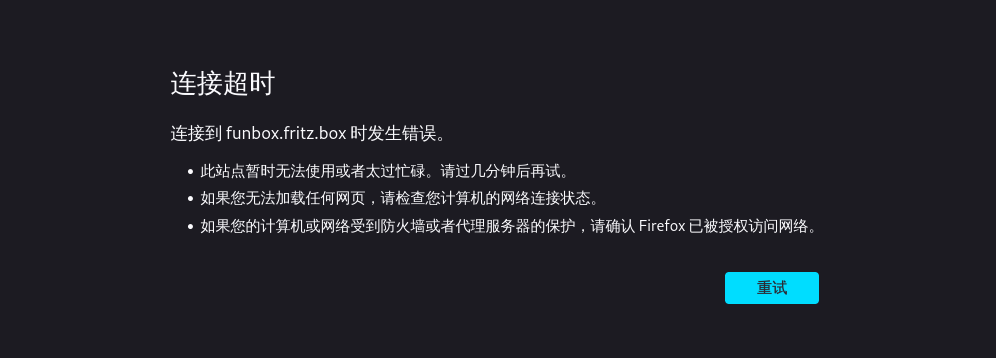 连接超时
连接到 funbox.fritz.box 时发生错误。
• 此站点暂时无法使用或者太过忙碌。请过几分钟后再试。
• 如果您无法加载任何网页，请检查您计算机的网络连接状态。
• 如果您的计算机或网络受到防火墙或者代理服务器的保护，请确认 Firefox 已被授权访问网络。
重试